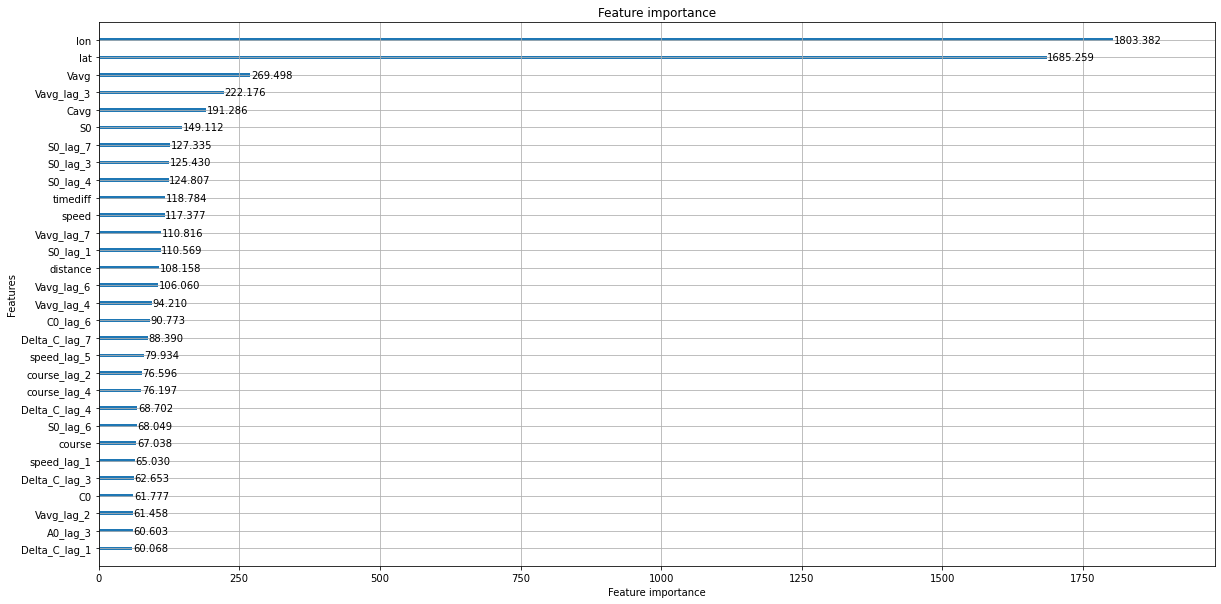 Feature importance
lon 1803.382
lat 1685.259
Vavg 269.498
Vavg_lag_3 222.176
Cavg 191.286
S0 149.112
S0_lag_7 127.335
S0_lag_3 125.430
S0_lag_4 124.807
timediff 118.784
speed 117.377
Vavg_lag_7 110.816
S0_lag_1 110.569
distance 108.158
Vavg_lag_6 106.060
Vavg_lag_4 94.210
C0_lag_6 90.773
Delta_C_lag_7 88.390
speed_lag_5 79.934
course_lag_2 76.596
course_lag_4 76.197
Delta_C_lag_4 68.702
S0_lag_6 68.049
course 67.038
speed_lag_1 65.030
Delta_C_lag_3 62.653
C0 61.777
Vavg_lag_2 61.458
A0_lag_3 60.603
Delta_C_lag_1 60.068
Features
0 250 500 750 1000 1250 1500 1750
Feature importance